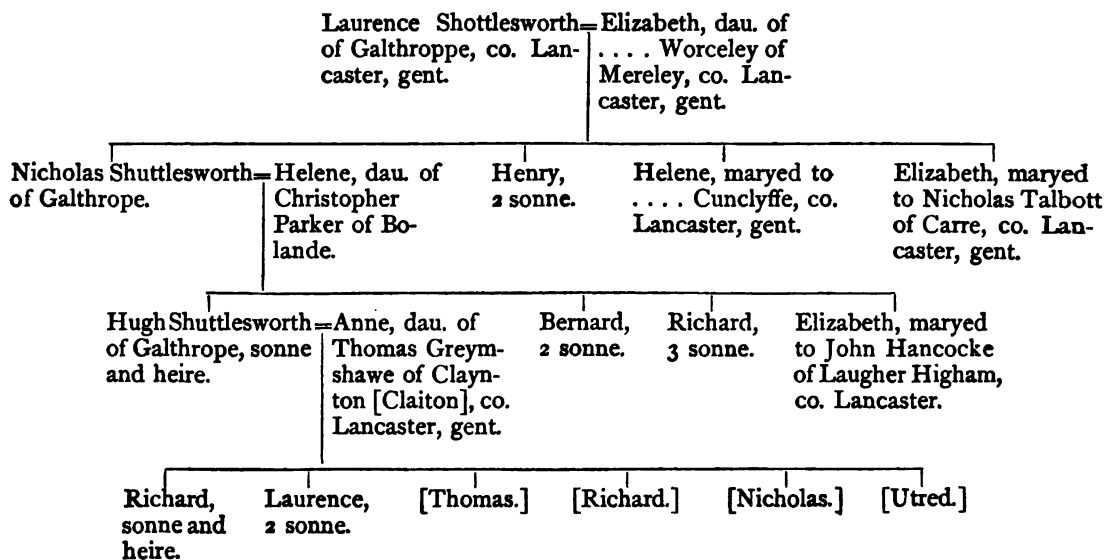 Laurence Shottlesworth=Elizabeth, dau. of
of Galthroppe, co. Lan- . . . . Worceley of
caster, gent. Mereley, co. Lan-
caster, gent.
Nicholas Shuttlesworth=Helene, dau. of
of Galthrope. Christopher
Parker of Bo-
lande.
Henry,
2 sonne.
Helene, maryed to
. . . . Cunclyffe, co.
Lancaster, gent.
Elizabeth, maryed
to Nicholas Talbott
of Carre, co. Lan-
caster, gent.
Hugh Shuttlesworth=Anne, dau. of
of Galthrope, sonne Thomas Greym-
and heire. shawe of Clayn-
ton [Claiton], co.
Lancaster, gent.
Bernard,
2 sonne.
Richard,
3 sonne.
Elizabeth, maryed
to John Hancocke
of Laugher Higham,
co. Lancaster.
Richard,
sonne and
heire.
Laurence,
2 sonne.
[Thomas.]
[Richard.]
[Nicholas.]
[Utred.]